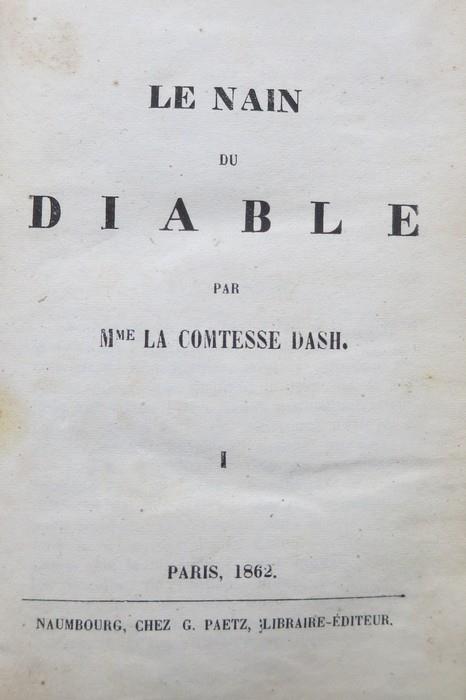 LE NAIN
DU
DIABLE
PAR
MME LA COMTESSE DASH.
I
PARIS, 1862.
NAUMBOURG, CHEZ G. PAETZ, LIBRAIRE-ÉDITEUR.